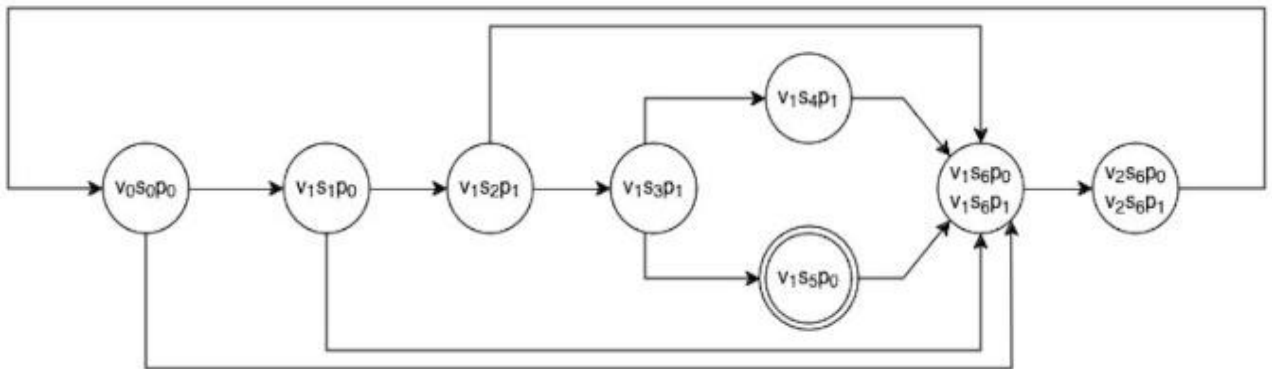 v₁s₄p₁
v₀s₀p₀
v₁s₁p₀
v₁s₂p₁
v₁s₃p₁
v₁s₆p₀
v₁s₆p₁
v₂s₆p₀
v₂s₆p₁
v₁s₅p₀